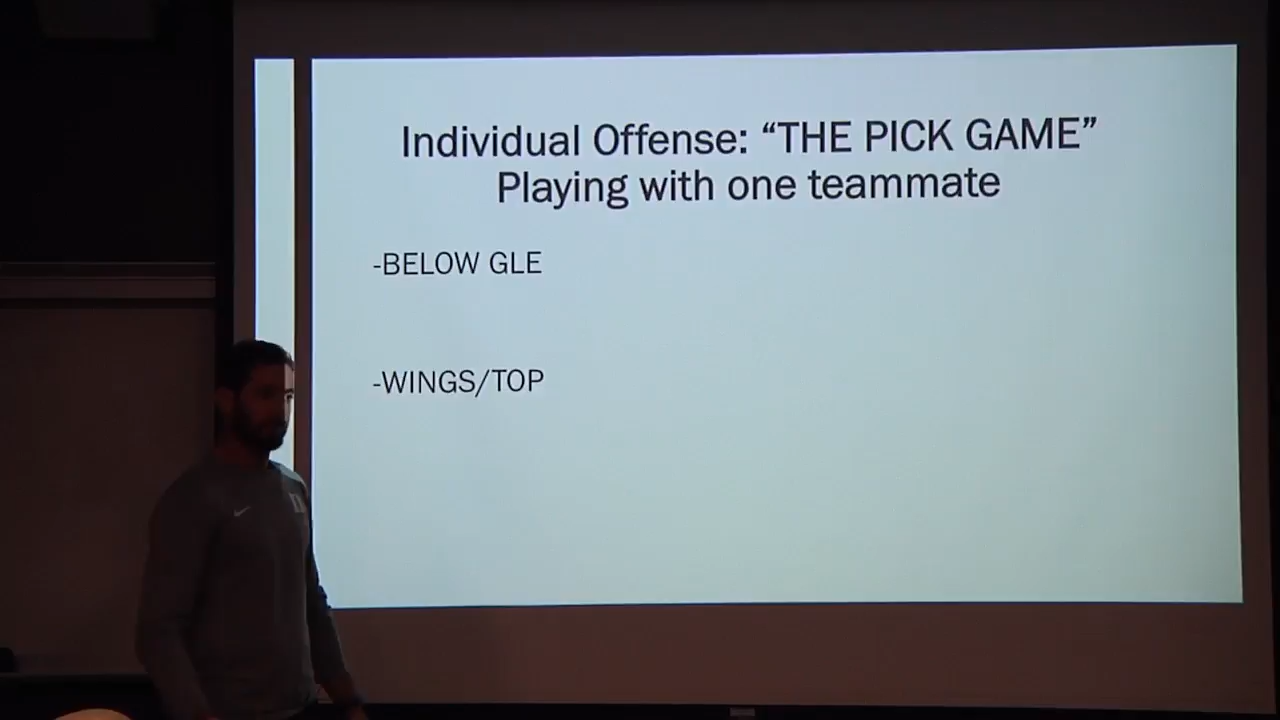 Individual Offense: “THE PICK GAME”
Playing with one teammate
-BELOW GLE
-WINGS/TOP